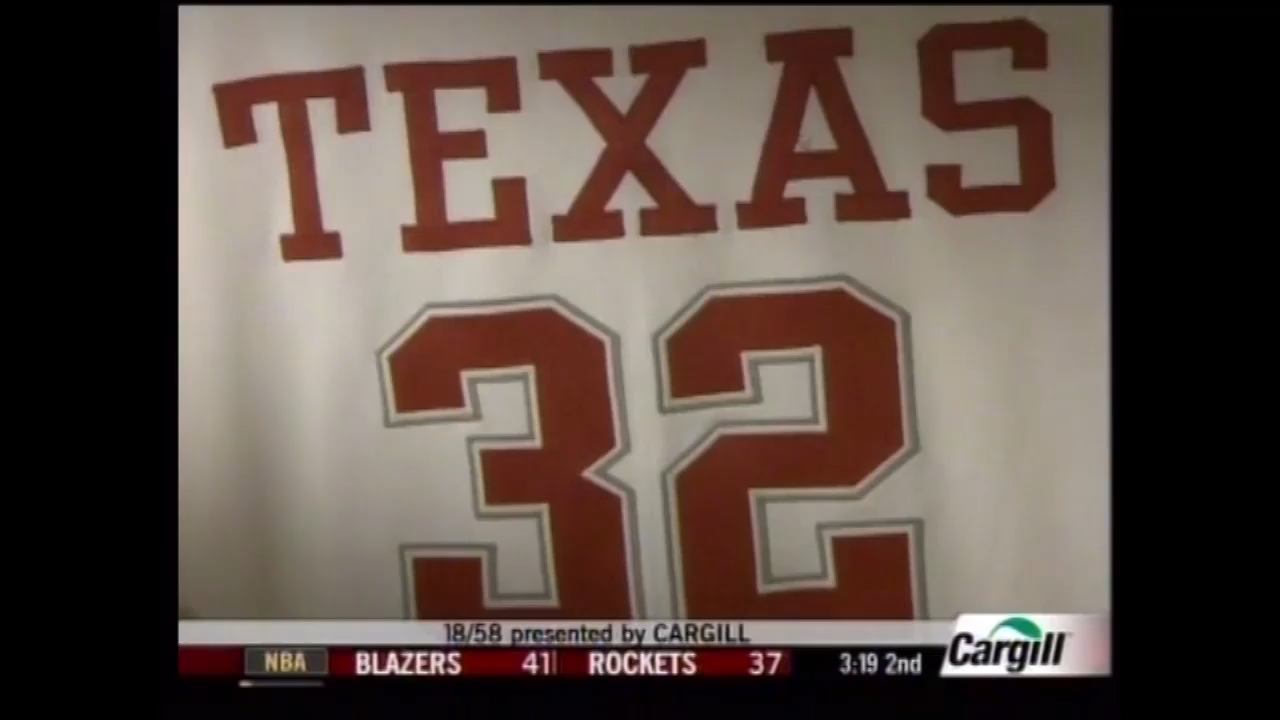 TEXAS
32
18/58 presented by CARGILL
Cargill
NBA BLAZERS 41 ROCKETS 37 3:19 2nd